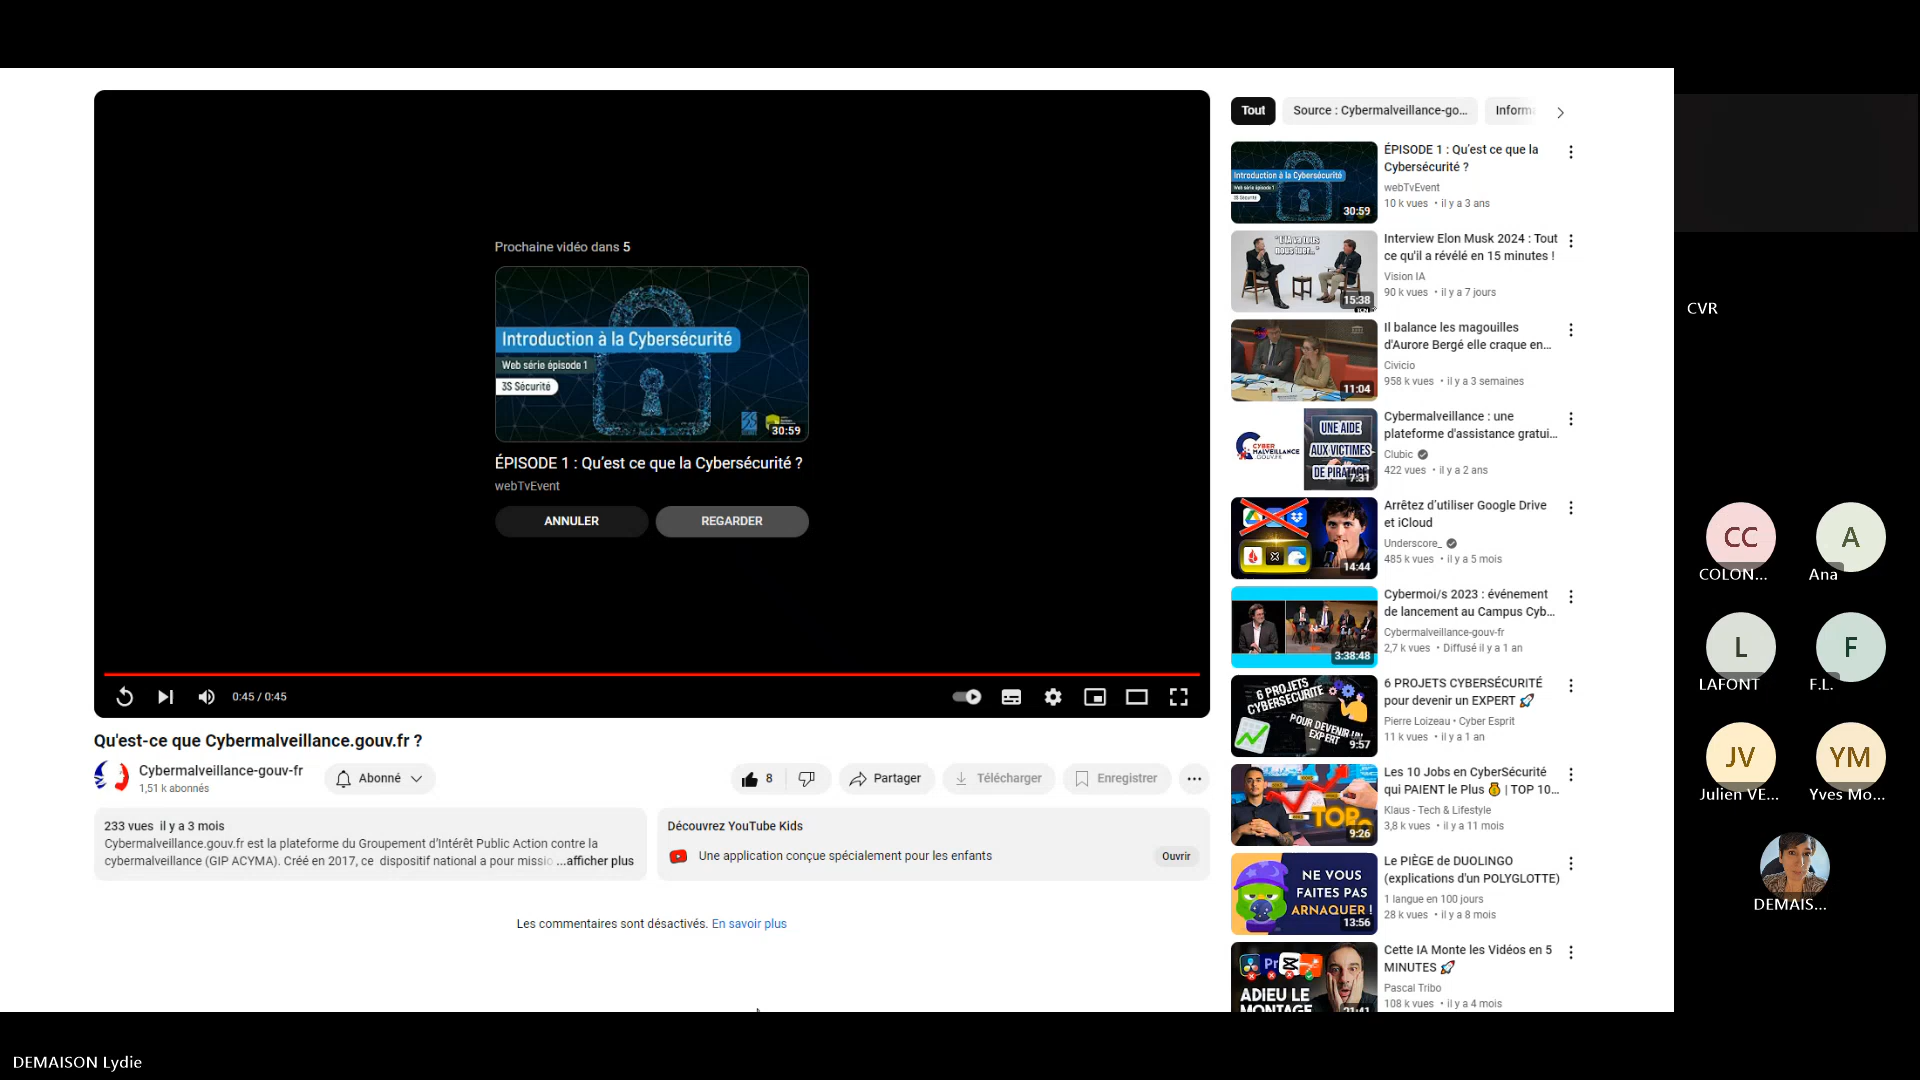 Prochaine vidéo dans 5
Introduction à la Cybersécurité
Web série épisode 1
3S Sécurité
30:59
ÉPISODE 1 : Qu'est ce que la Cybersécurité ?
webTvEvent
ANNULER
REGARDER
0:45 / 0:45
Qu'est-ce que Cybermalveillance.gouv.fr ?
Cybermalveillance-gouv-fr
1,51 k abonnés
Abonné
8
Partager
Télécharger
Enregistrer
233 vues il y a 3 mois
Cybermalveillance.gouv.fr est la plateforme du Groupement d'Intérêt Public Action contre la
cybermalveillance (GIP ACYMA). Créé en 2017, ce dispositif national a pour missio ...afficher plus
Découvrez YouTube Kids
Une application conçue spécialement pour les enfants
Ouvrir
Les commentaires sont désactivés. En savoir plus
Tout
Source : Cybermalveillance-go...
Inform
Introduction à la Cybersécurité
Web série épisode 1
3S Sécurité
30:59
ÉPISODE 1 : Qu'est ce que la
Cybersécurité ?
webTvEvent
10 k vues • il y a 3 ans
15:38
Interview Elon Musk 2024 : Tout
ce qu'il a révélé en 15 minutes !
Vision IA
90 k vues • il y a 7 jours
11:04
Il balance les magouilles
d'Aurore Bergé elle craque en...
Civicio
958 k vues • il y a 3 semaines
CYBER
MALVEILLANCE
.GOUV.FR
UNE AIDE
AUX VICTIMES
DE PIRATAGE
7:31
Cybermalveillance : une
plateforme d'assistance gratui...
Clubic
422 vues • il y a 2 ans
14:44
Arrêtez d'utiliser Google Drive
et iCloud
Underscore_
485 k vues • il y a 5 mois
3:38:48
Cybermoi/s 2023 : événement
de lancement au Campus Cyb...
Cybermalveillance-gouv-fr
2,7 k vues • Diffusé il y a 1 an
6 PROJETS
CYBERSECURITE
POUR DEVENIR UN
EXPERT
9:57
6 PROJETS CYBERSÉCURITÉ
pour devenir un EXPERT 🚀
Pierre Loizeau • Cyber Esprit
11 k vues • il y a 1 an
TOP
9:26
Les 10 Jobs en CyberSécurité
qui PAIENT le Plus 💰 | TOP 10...
Klaus - Tech & Lifestyle
3,8 k vues • il y a 11 mois
NE VOUS
FAITES PAS
ARNAQUER !
13:56
Le PIÈGE de DUOLINGO
(explications d'un POLYGLOTTE)
1 langue en 100 jours
28 k vues • il y a 8 mois
Pr
ADIEU LE
MONTAGE
21:41
Cette IA Monte les Vidéos en 5
MINUTES 🚀
Pascal Tribo
108 k vues • il y a 4 mois
CVR
CC
COLON...
A
Ana
L
LAFONT
F
F.L.
JV
Julien VE...
YM
Yves Mo...
DEMAIS...
DEMAISON Lydie